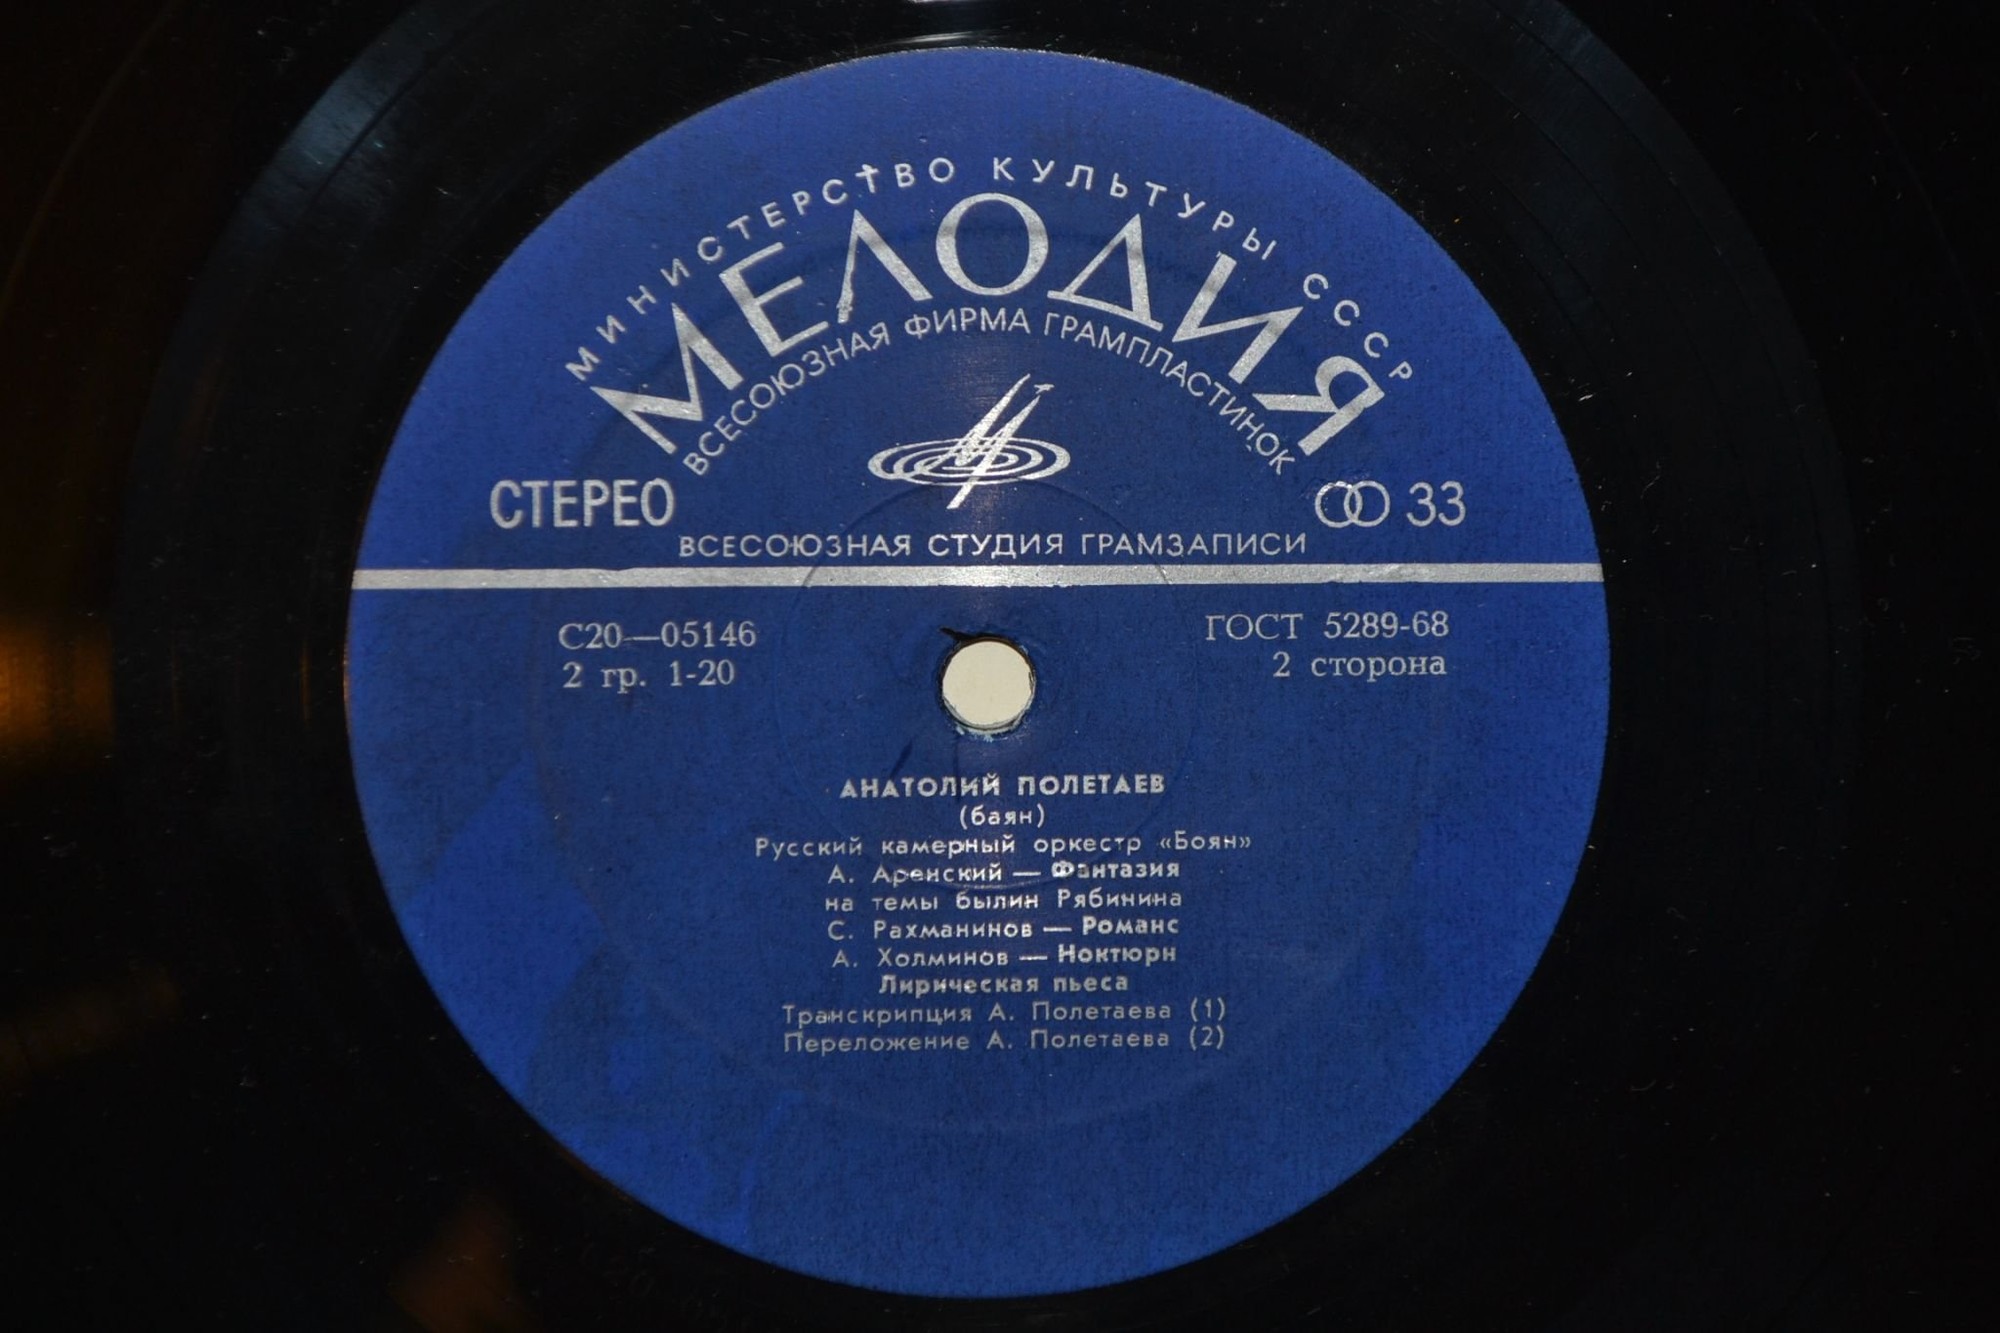 МИНИСТЕРСТВО КУЛЬТУРЫ СССР
МЕЛОДИЯ
ВСЕСОЮЗНАЯ ФИРМА ГРАМПЛАСТИНОК
СТЕРЕО
33
ВСЕСОЮЗНАЯ СТУДИЯ ГРАМЗАПИСИ
С20—05146
ГОСТ 5289-68
2 гр. 1-20
2 сторона
АНАТОЛИЙ ПОЛЕТАЕВ
(баян)
Русский камерный оркестр «Боян»
А. Аренский — Фантазия
на темы былин Рябинина
С. Рахманинов — Романс
А. Холминов — Ноктюрн
Лирическая пьеса
Транскрипция А. Полетаева (1)
Переложение А. Полетаева (2)